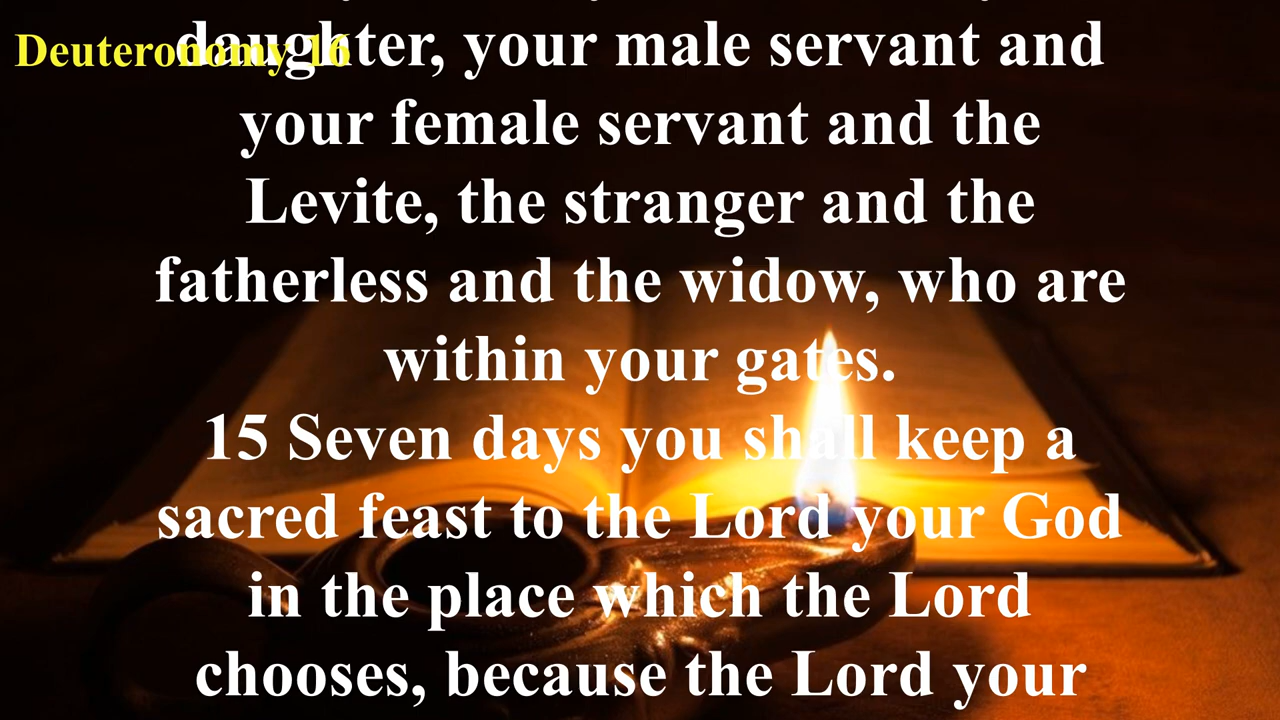 Deuteronomy 16
daughter, your male servant and
your female servant and the
Levite, the stranger and the
fatherless and the widow, who are
within your gates.
15 Seven days you shall keep a
sacred feast to the Lord your God
in the place which the Lord
chooses, because the Lord your